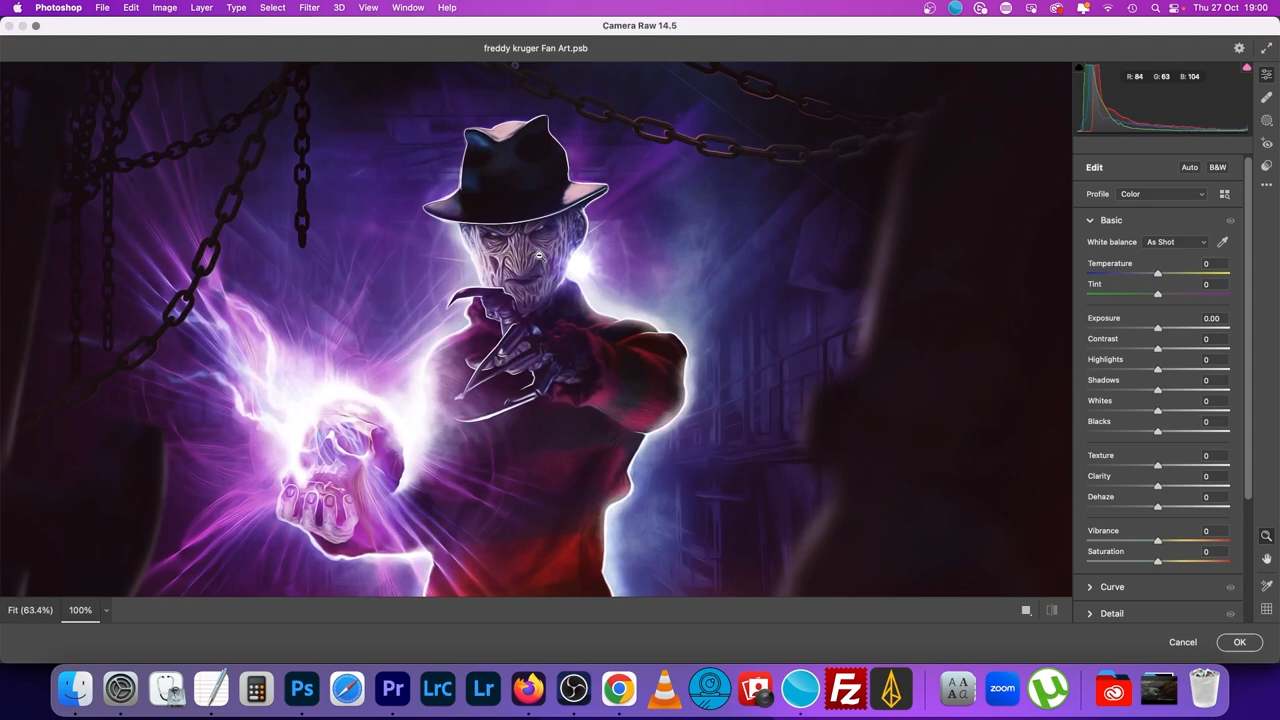 Photoshop File Edit Image Layer Type Select Filter 3D View Window Help Thu 27 Oct 19:00
Camera Raw 14.5
freddy kruger Fan Art.psb
R: 84 G: 63 B: 104
Edit Auto B&W
Profile Color
Basic
White balance As Shot
Temperature 0
Tint 0
Exposure 0.00
Contrast 0
Highlights 0
Shadows 0
Whites 0
Blacks 0
Texture 0
Clarity 0
Dehaze 0
Vibrance 0
Saturation 0
Curve
Detail
Fit (63.4%) 100%
Cancel OK
Ps Pr LrC Lr Fz A A A a zoom